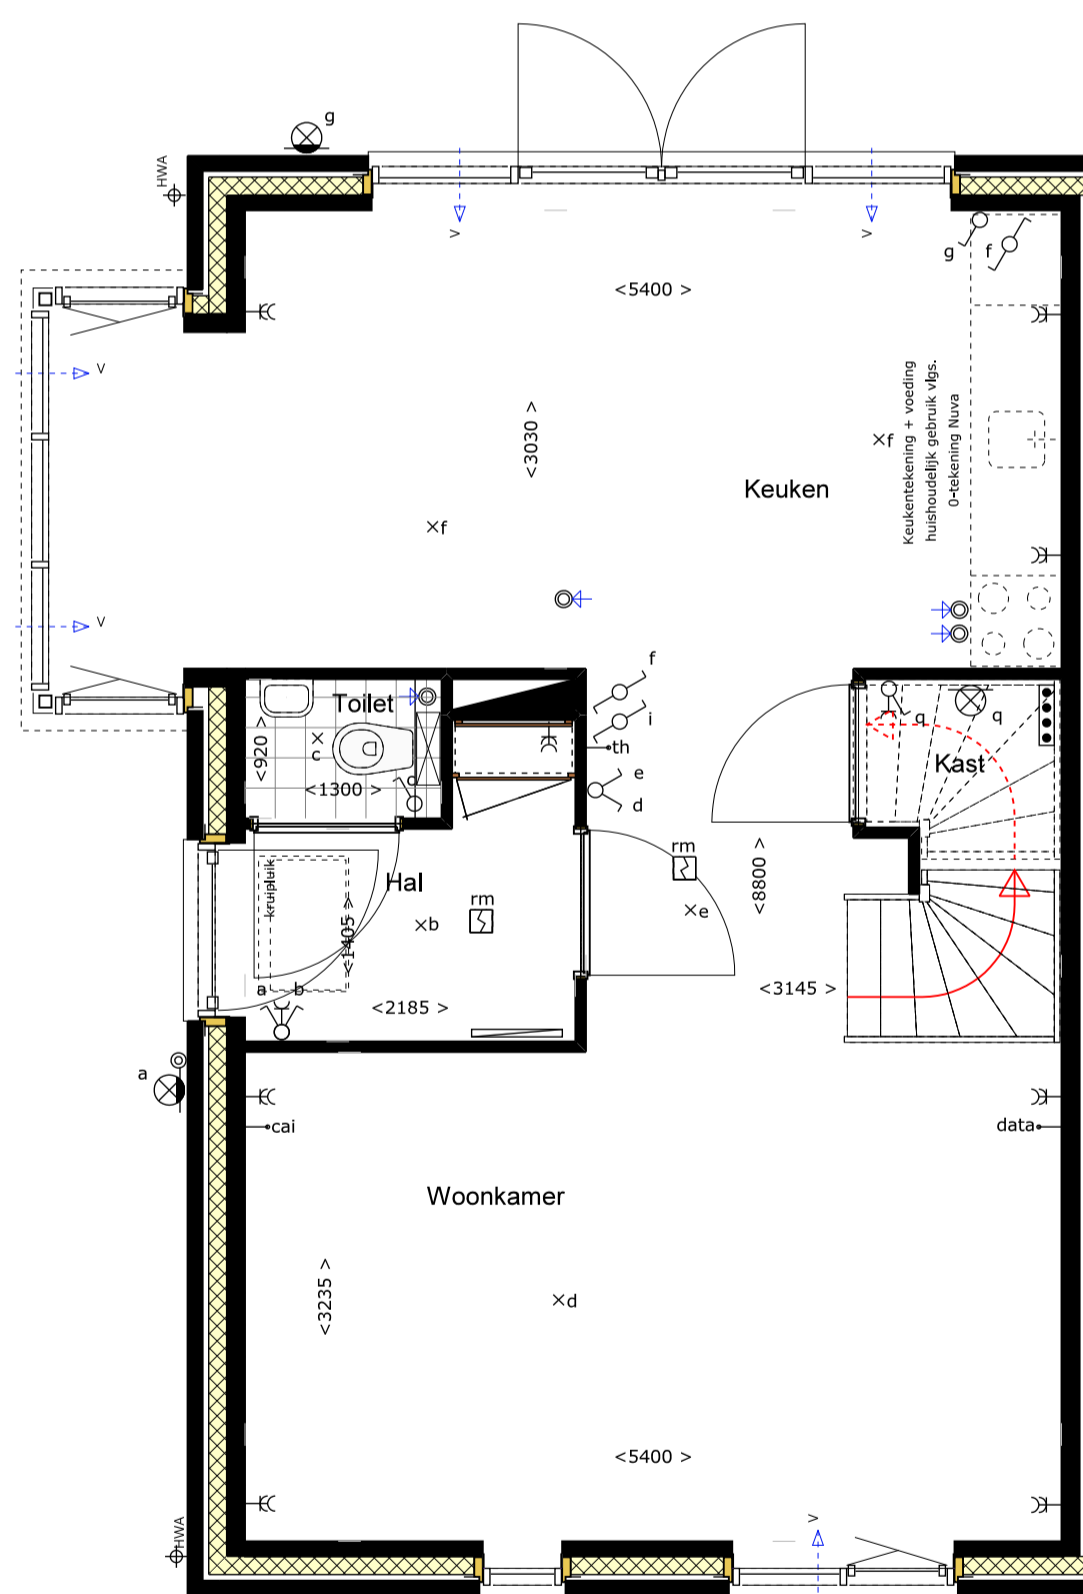 g
HWA
V
V
g
f
<5400 >
V
<3030 >
f
Keukentekening + voeding
huishoudelijk gebruik vlgs.
0-tekening Nuva
Keuken
f
V
f
i
th
e
d
Toilet
c
<920 >
<1300 >
c
q
q
Kast
kruipluik
Hal
<1405 >
b
rm
rm
e
<8800 >
a
b
<2185 >
<3145 >
a
cai
data
Woonkamer
<3235 >
d
<5400 >
HWA
V